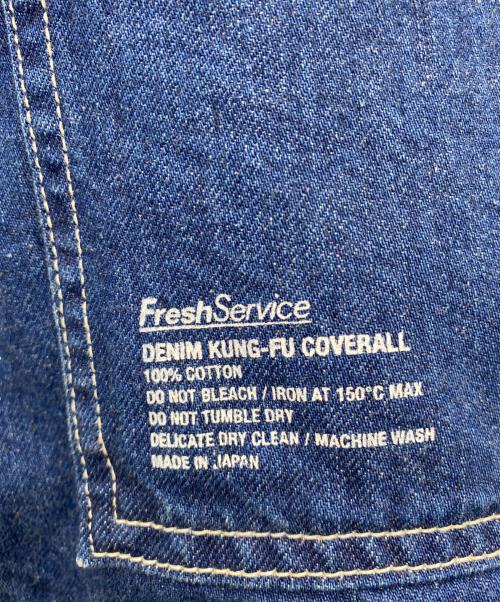 FreshService
DENIM KUNG-FU COVERALL
100% COTTON
DO NOT BLEACH / IRON AT 150°C MAX
DO NOT TUMBLE DRY
DELICATE DRY CLEAN / MACHINE WASH
MADE IN JAPAN